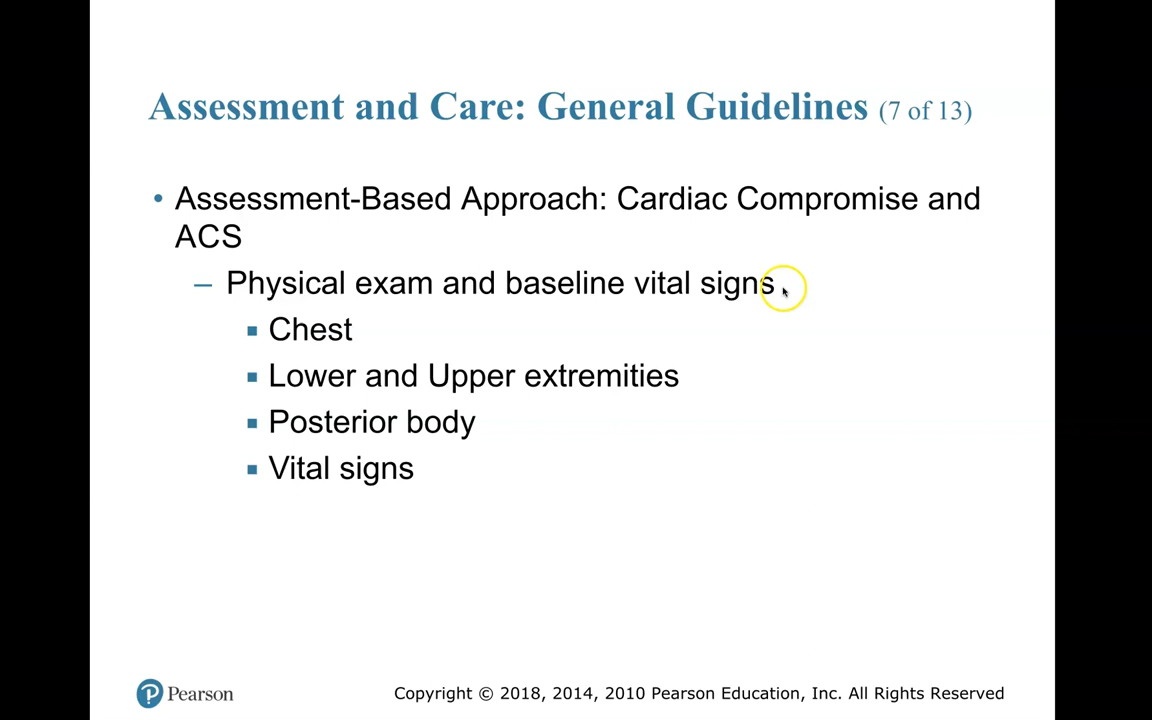 Assessment and Care: General Guidelines (7 of 13)
• Assessment-Based Approach: Cardiac Compromise and
ACS
– Physical exam and baseline vital signs
▪ Chest
▪ Lower and Upper extremities
▪ Posterior body
▪ Vital signs
Pearson
Copyright © 2018, 2014, 2010 Pearson Education, Inc. All Rights Reserved